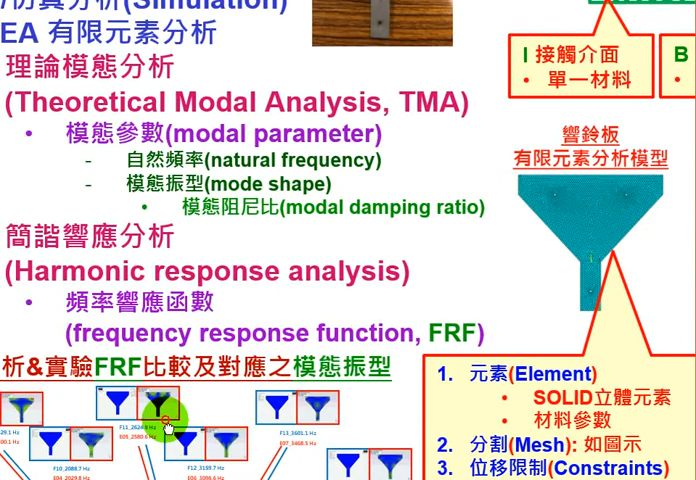 /仿真分析(Simulation)
EA 有限元素分析
理論模態分析
(Theoretical Modal Analysis, TMA)
• 模態參數(modal parameter)
- 自然頻率(natural frequency)
- 模態振型(mode shape)
• 模態阻尼比(modal damping ratio)
簡諧響應分析
(Harmonic response analysis)
• 頻率響應函數
(frequency response function, FRF)
析&實驗FRF比較及對應之模態振型
F11_2624.9 Hz
E05_2580.6 Hz
F13_3601.1 Hz
E07_3468.5 Hz
29.1 Hz
00.1 Hz
F10_2088.7 Hz
E04_2029.8 Hz
F12_3159.7 Hz
E06_3096.6 Hz
I 接觸介面
• 單一材料
B
•
響鈴板
有限元素分析模型
1. 元素(Element)
• SOLID立體元素
• 材料參數
2. 分割(Mesh): 如圖示
3. 位移限制(Constraints)